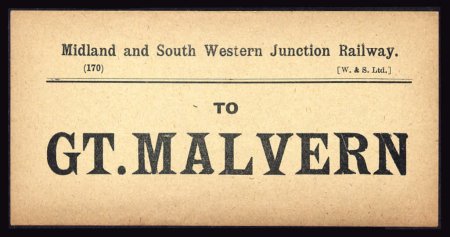 Midland and South Western Junction Railway.
(170) [W. & S. Ltd.]
TO
GT. MALVERN